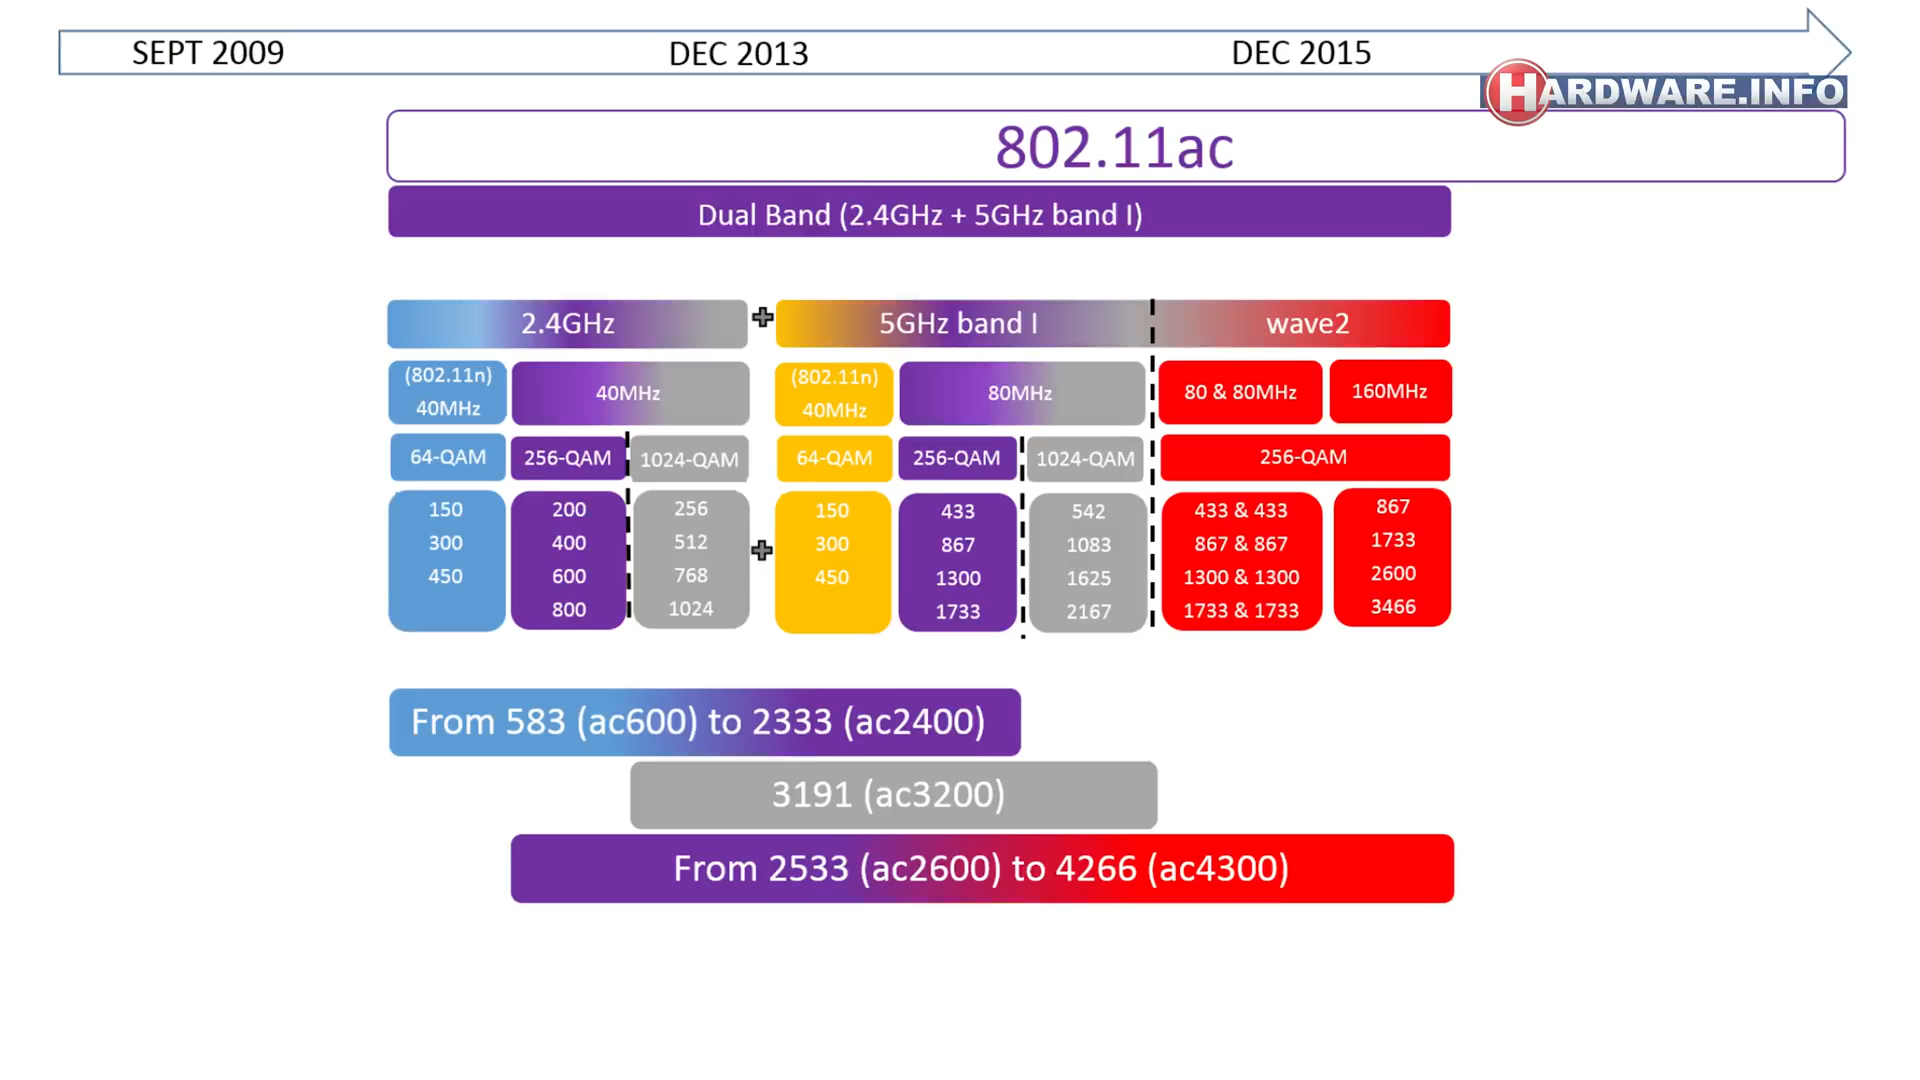 SEPT 2009 DEC 2013 DEC 2015
HARDWARE.INFO
802.11ac
Dual Band (2.4GHz + 5GHz band I)
2.4GHz + 5GHz band I wave2
(802.11n)
40MHz
40MHz
(802.11n)
40MHz
80MHz
80 & 80MHz
160MHz
64-QAM 256-QAM 1024-QAM 64-QAM 256-QAM 1024-QAM 256-QAM
150
300
450
200
400
600
800
256
512
768
1024
+
150
300
450
433
867
1300
1733
542
1083
1625
2167
433 & 433
867 & 867
1300 & 1300
1733 & 1733
867
1733
2600
3466
From 583 (ac600) to 2333 (ac2400)
3191 (ac3200)
From 2533 (ac2600) to 4266 (ac4300)